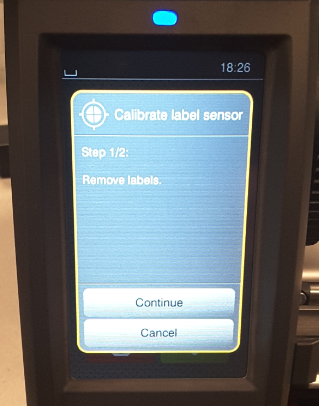 18:26
Calibrate label sensor
Step 1/2:
Remove labels.
Continue
Cancel